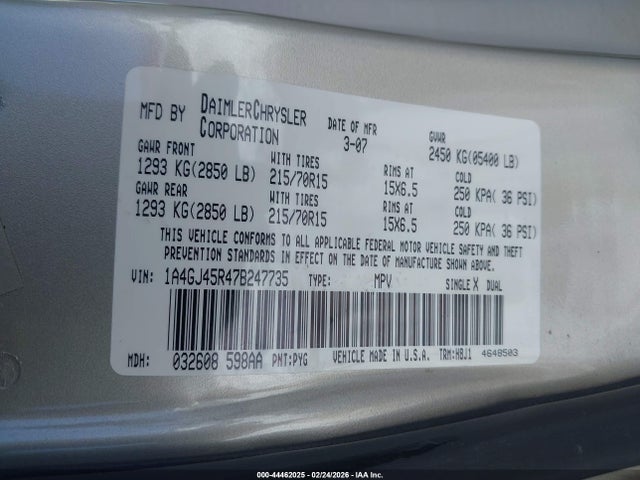 MFD BY DAIMLERCHRYSLER CORPORATION DATE OF MFR 3-07 GVWR 2450 KG(05400 LB)
GAWR FRONT WITH TIRES RIMS AT COLD
1293 KG(2850 LB) 215/70R15 15X6.5 250 KPA( 36 PSI)
GAWR REAR WITH TIRES RIMS AT COLD
1293 KG(2850 LB) 215/70R15 15X6.5 250 KPA( 36 PSI)
THIS VEHICLE CONFORMS TO ALL APPLICABLE FEDERAL MOTOR VEHICLE SAFETY AND THEFT
PREVENTION STANDARDS IN EFFECT ON THE DATE OF MANUFACTURE SHOWN ABOVE.
VIN: 1A4GJ45R47B247735 TYPE: MPV SINGLE X DUAL
MDH: 032608 598AA PNT:PYG VEHICLE MADE IN U.S.A. TRM:H8J1 4648503
000-44462025 - 02/24/2026 - IAA Inc.